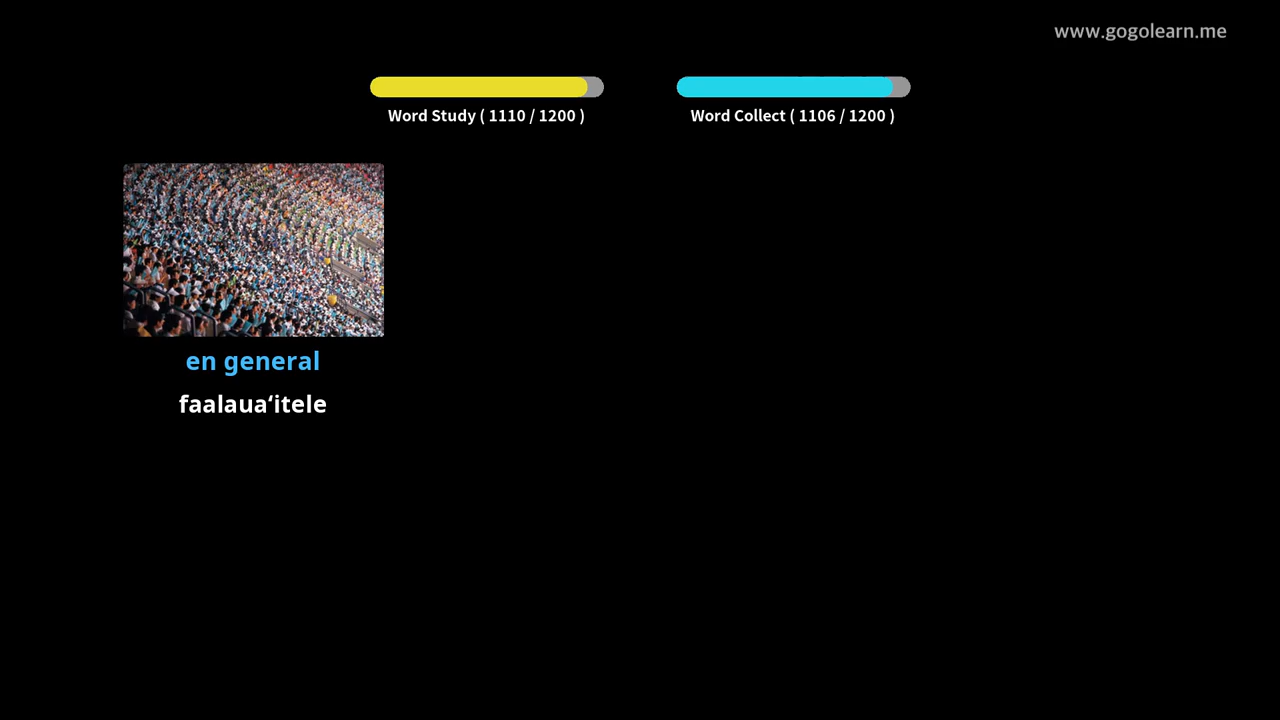 www.gogolearn.me
Word Study ( 1110 / 1200 )
Word Collect ( 1106 / 1200 )
en general
faalaua‘itele